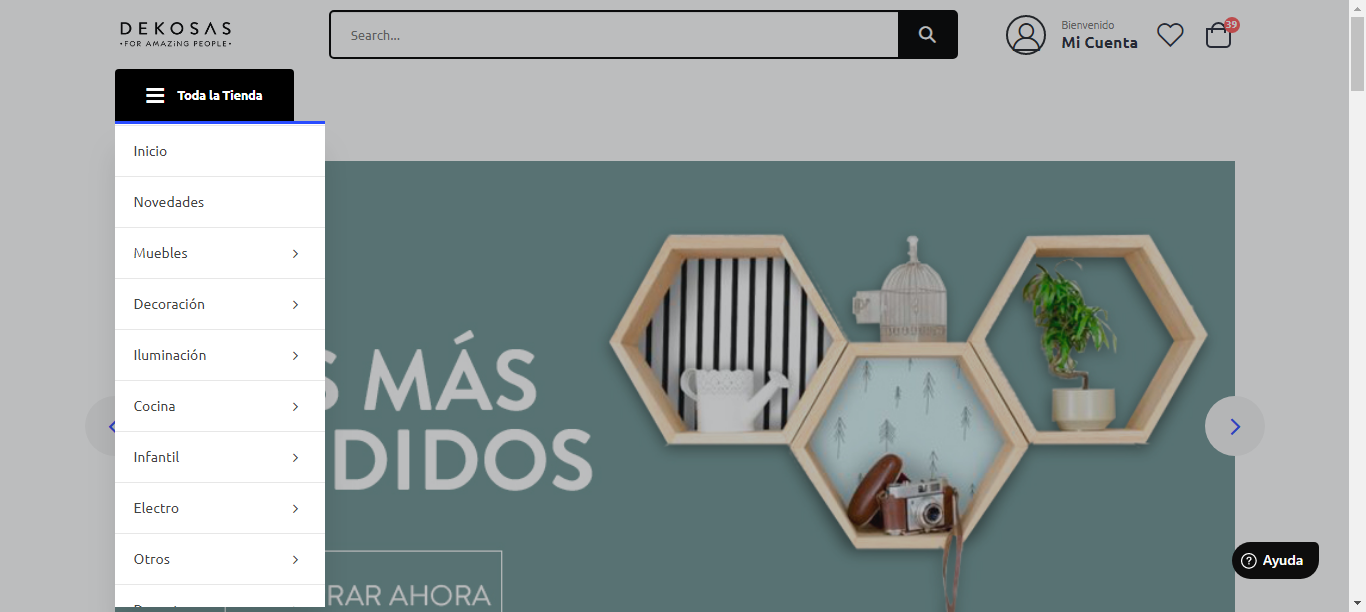 DEKOSAS
•FOR AMAZING PEOPLE•
Search...
Bienvenido
Mi Cuenta
39
Toda la Tienda
Inicio
Novedades
Muebles
Decoración
Iluminación
Cocina
Infantil
Electro
Otros
S MÁS
DIDOS
RAR AHORA
Ayuda